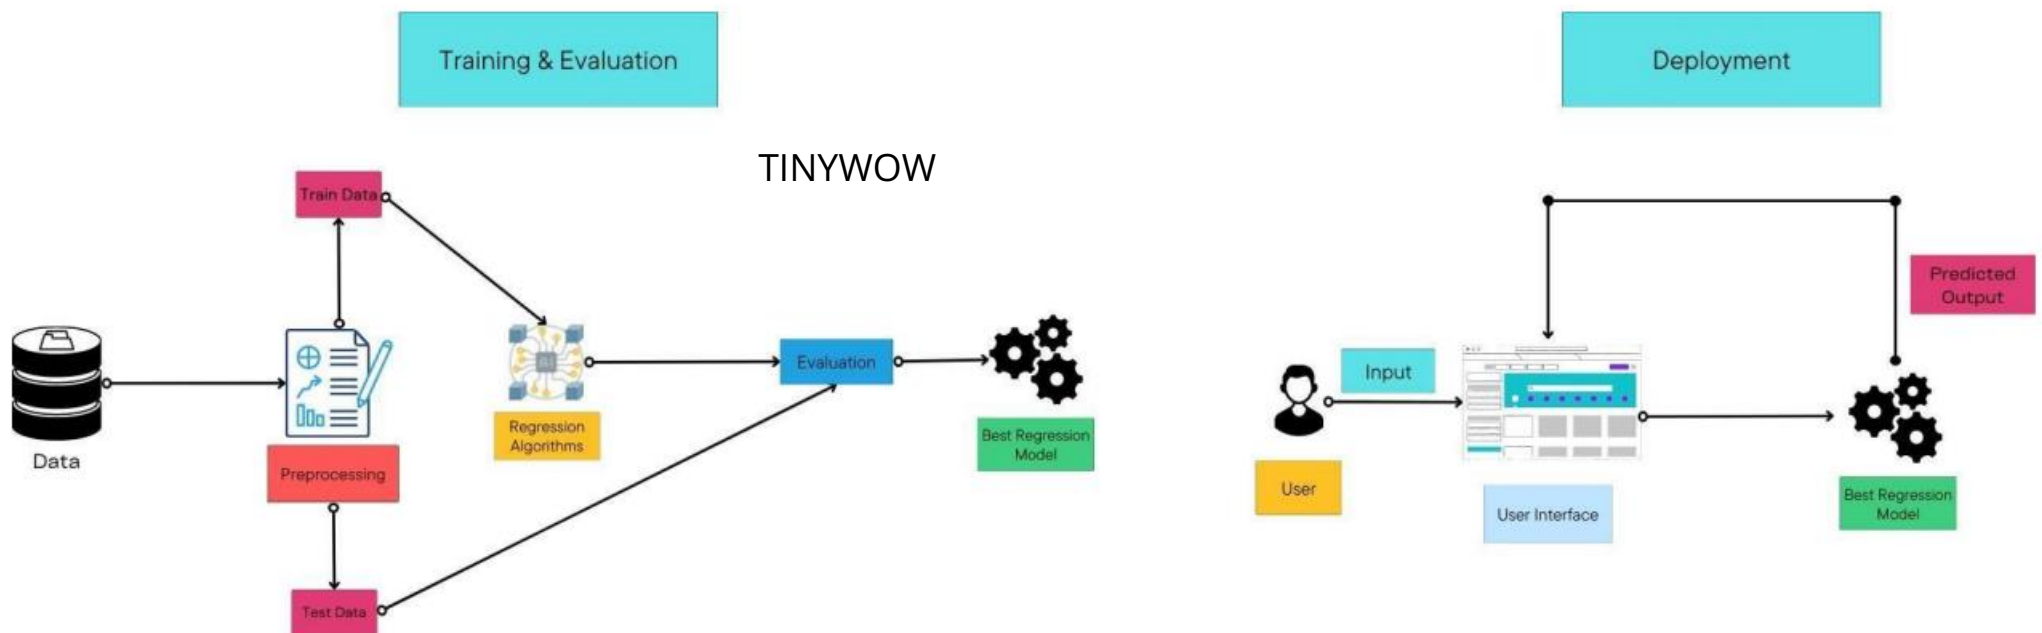 Training & Evaluation
Deployment
TINYWOW
Train Data
Predicted
Output
Evaluation
Input
Regression
Algorithms
Best Regression
Model
Data
Preprocessing
User
User Interface
Best Regression
Model
Test Data